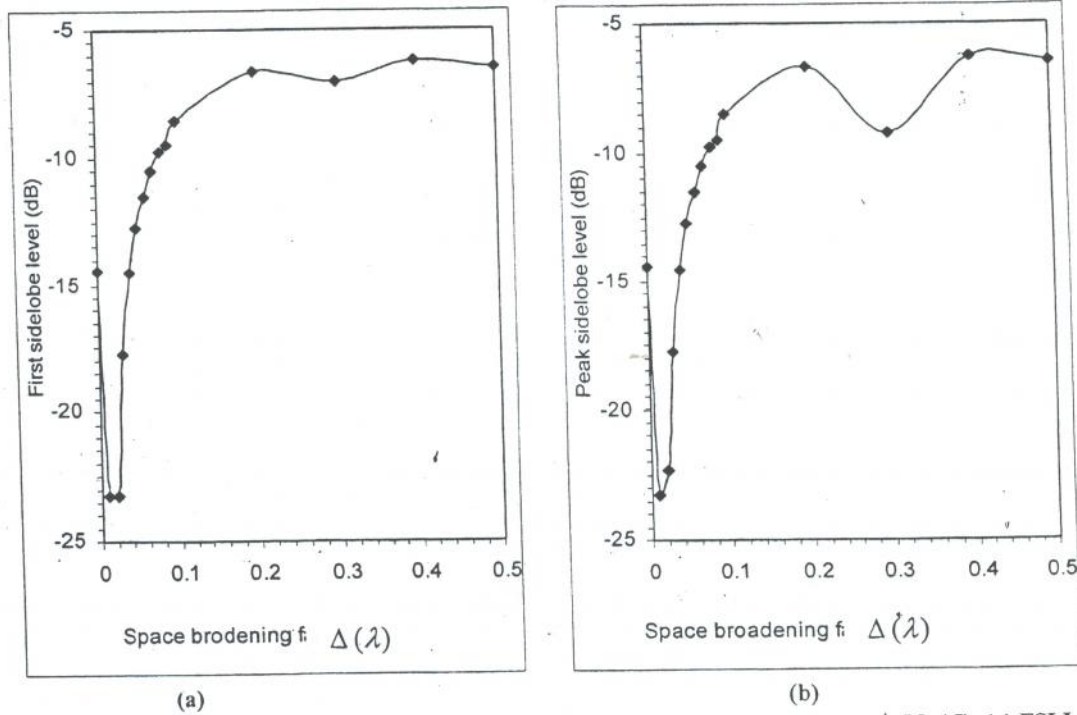 First sidelobe level (dB)
-5
-10
-15
-20
-25
0 0.1 0.2 0.3 0.4 0.5
Space brodening f: Δ(λ)
(a)
Peak sidelobe level (dB)
-5
-10
-15
-20
-25
0 0.1 0.2 0.3 0.4 0.5
Space broadening f: Δ(λ)
(b)